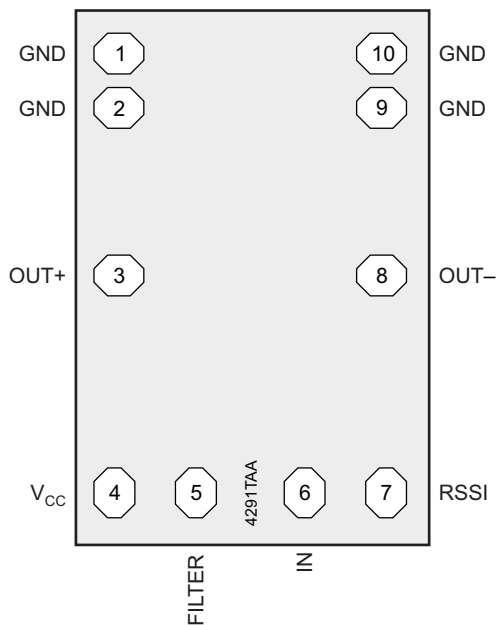 GND 1 10 GND
GND 2 9 GND
OUT+ 3 8 OUT–
V_CC 4 5 4291TAA 6 7 RSSI
FILTER IN